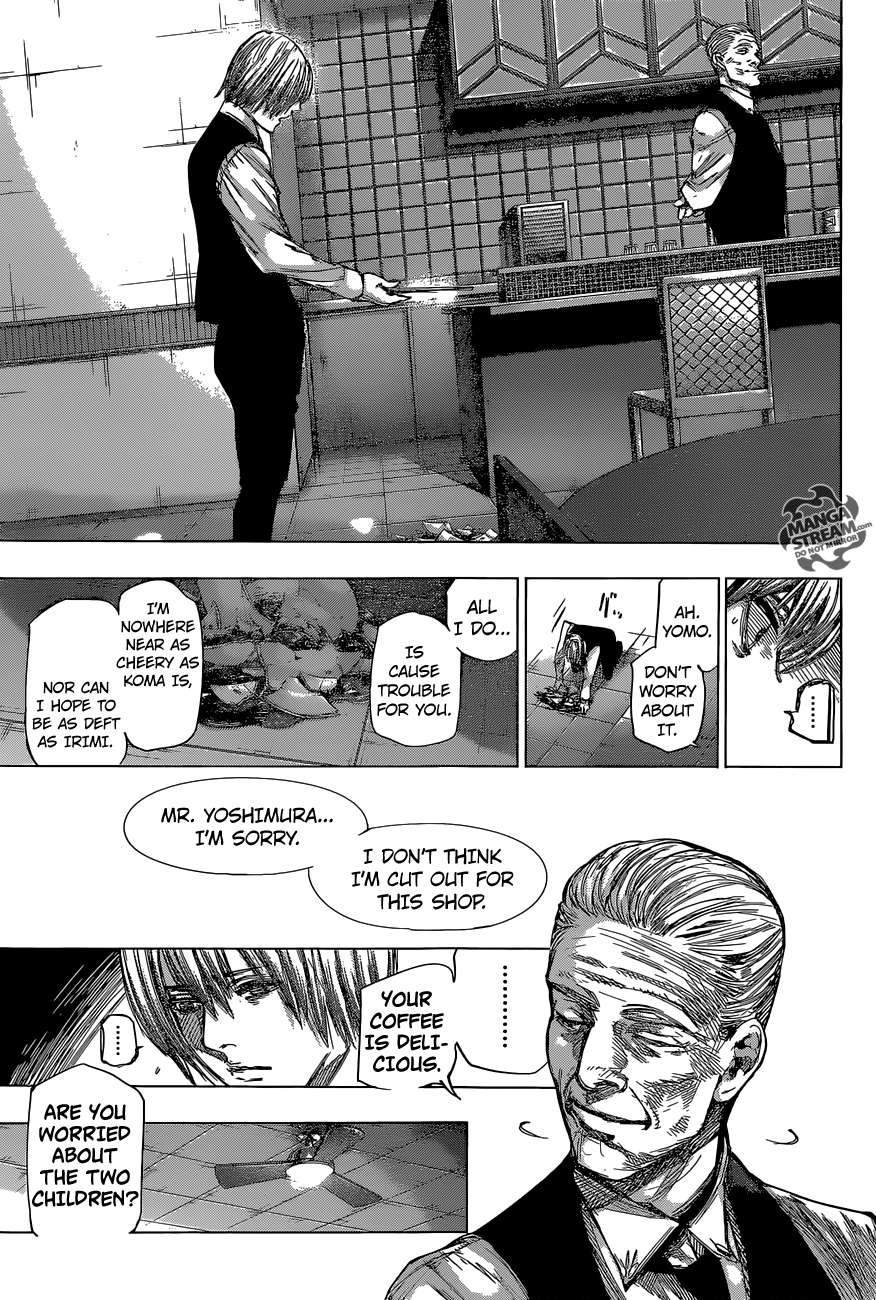 MANGA
STREAM.com
DO NOT MIRROR
......
AH.
YOMO.
DON'T
WORRY
ABOUT
IT.
ALL
I DO...
IS
CAUSE
TROUBLE
FOR YOU.
I'M
NOWHERE
NEAR AS
CHEERY AS
KOMA IS,
NOR CAN
I HOPE TO
BE AS DEFT
AS IRIMI.
MR. YOSHIMURA...
I'M SORRY.
I DON'T THINK
I'M CUT OUT FOR
THIS SHOP.
.........
YOUR
COFFEE
IS DELI-
CIOUS.
......
ARE YOU
WORRIED
ABOUT
THE TWO
CHILDREN?